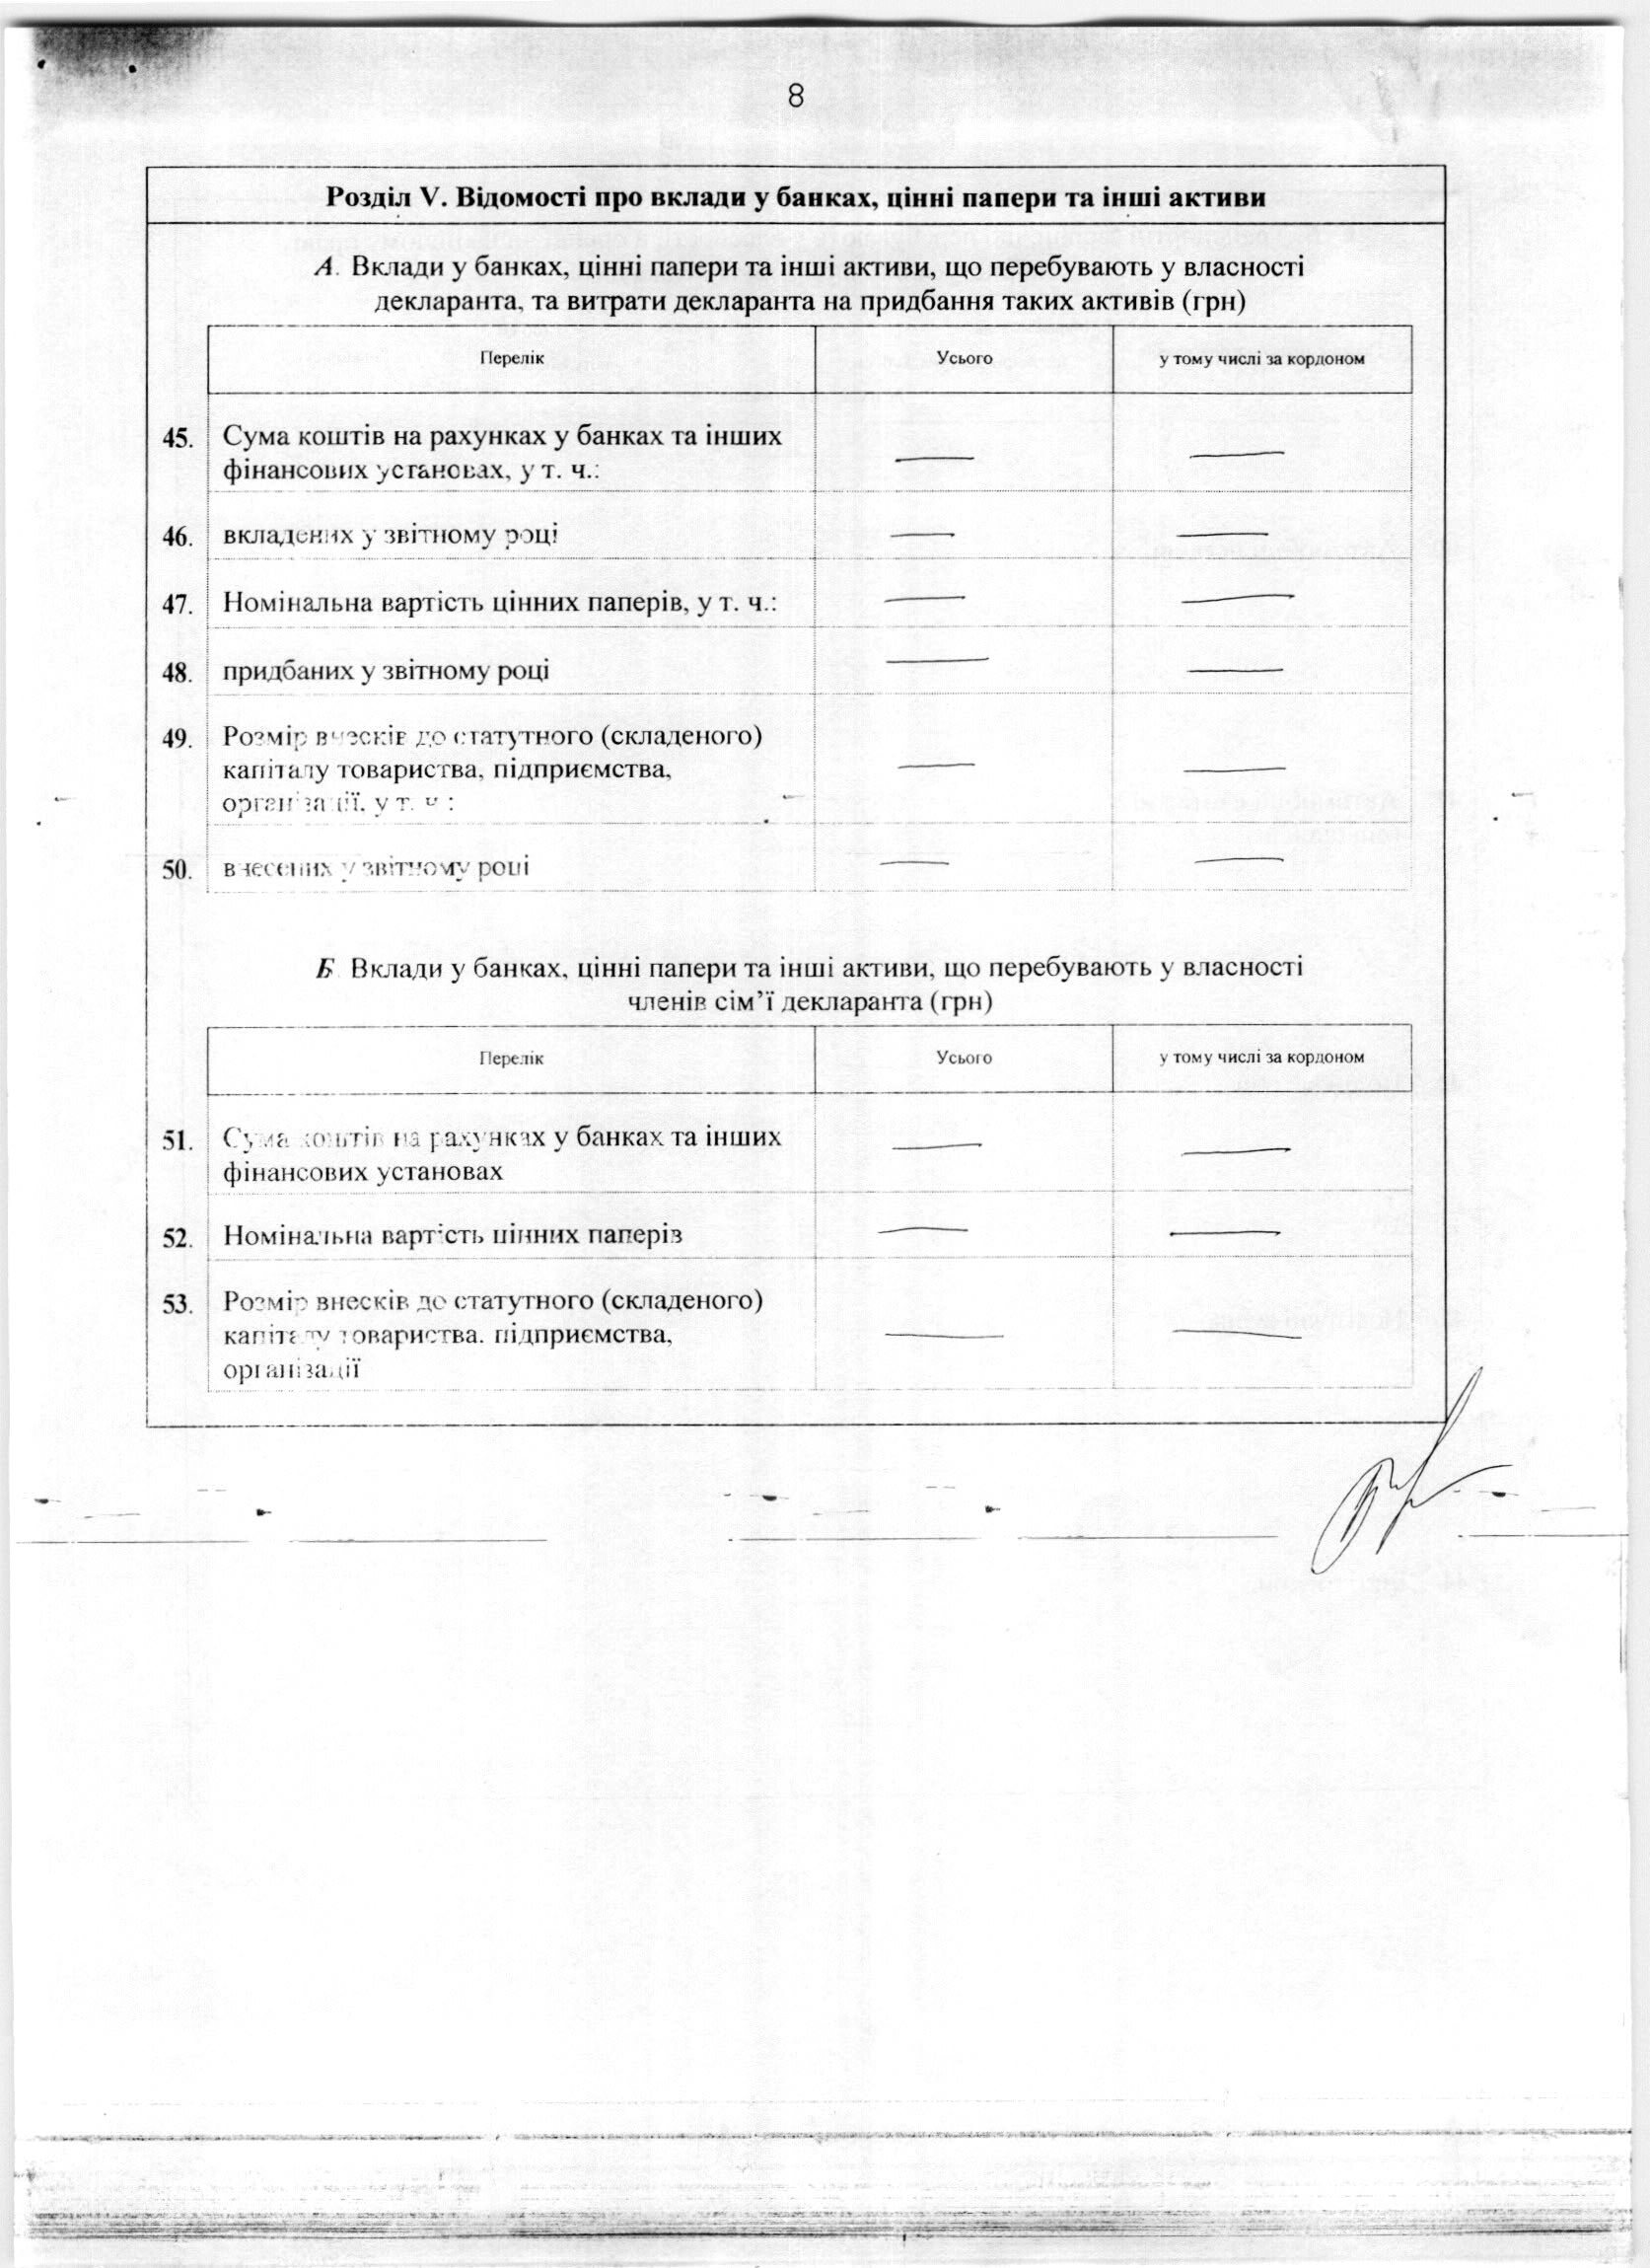 8
Розділ V. Відомості про вклади у банках, цінні папери та інші активи
А. Вклади у банках, цінні папери та інші активи, що перебувають у власності
декларанта, та витрати декларанта на придбання таких активів (грн)
Перелік Усього у тому числі за кордоном
45. Сума коштів на рахунках у банках та інших — —
фінансових установах, у т. ч.:
46. вкладених у звітному році — —
47. Номінальна вартість цінних паперів, у т. ч.: — —
48. придбаних у звітному році — —
49. Розмір внесків до статутного (складеного)
капіталу товариства, підприємства, — —
організації, у т. ч.:
50. внесених у звітному році — —
Б. Вклади у банках, цінні папери та інші активи, що перебувають у власності
членів сім’ї декларанта (грн)
Перелік Усього у тому числі за кордоном
51. Сума коштів на рахунках у банках та інших — —
фінансових установах
52. Номінальна вартість цінних паперів — —
53. Розмір внесків до статутного (складеного)
капіталу товариства, підприємства, — —
організації